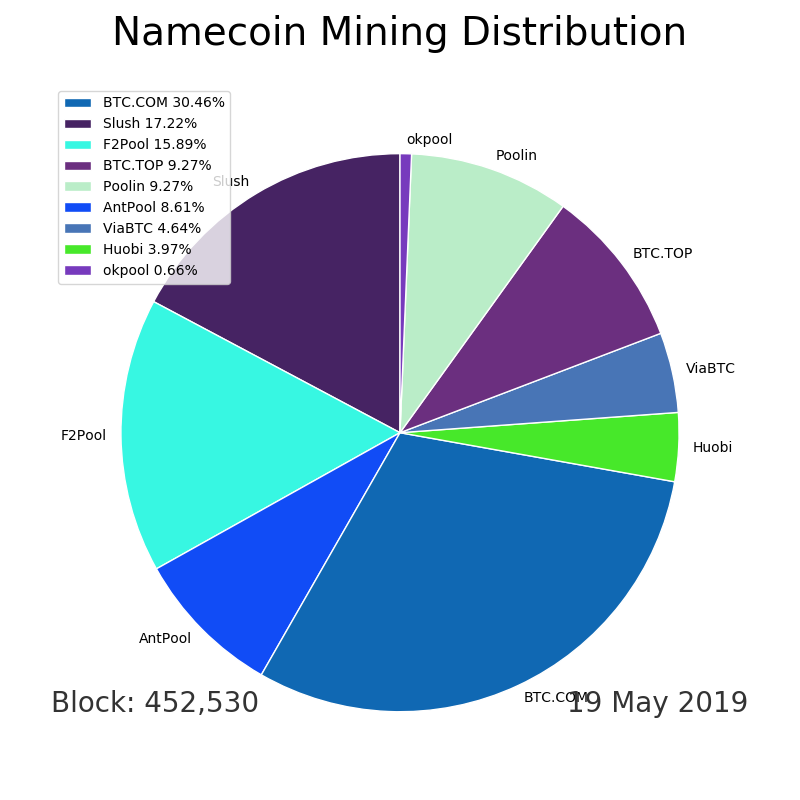 Namecoin Mining Distribution
BTC.COM 30.46%
Slush 17.22%
F2Pool 15.89%
BTC.TOP 9.27%
Poolin 9.27%
AntPool 8.61%
ViaBTC 4.64%
Huobi 3.97%
okpool 0.66%
okpool
Poolin
Slush
BTC.TOP
ViaBTC
F2Pool
Huobi
AntPool
BTC.COM
Block: 452,530
19 May 2019